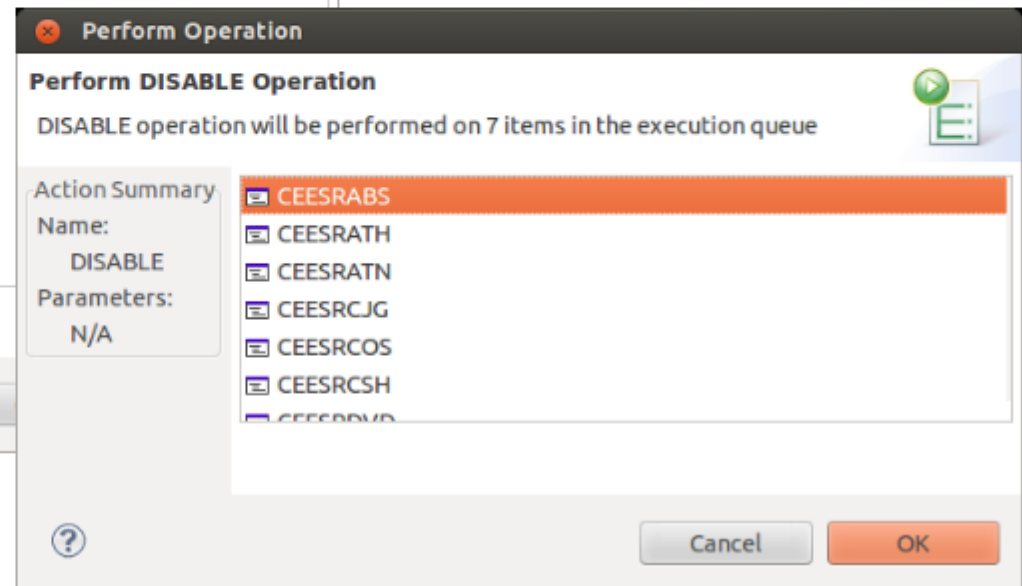 Perform Operation
Perform DISABLE Operation
DISABLE operation will be performed on 7 items in the execution queue
Action Summary
Name:
DISABLE
Parameters:
N/A
CEESRABS
CEESRATH
CEESRATN
CEESRCJG
CEESRCOS
CEESRCSH
Cancel
OK